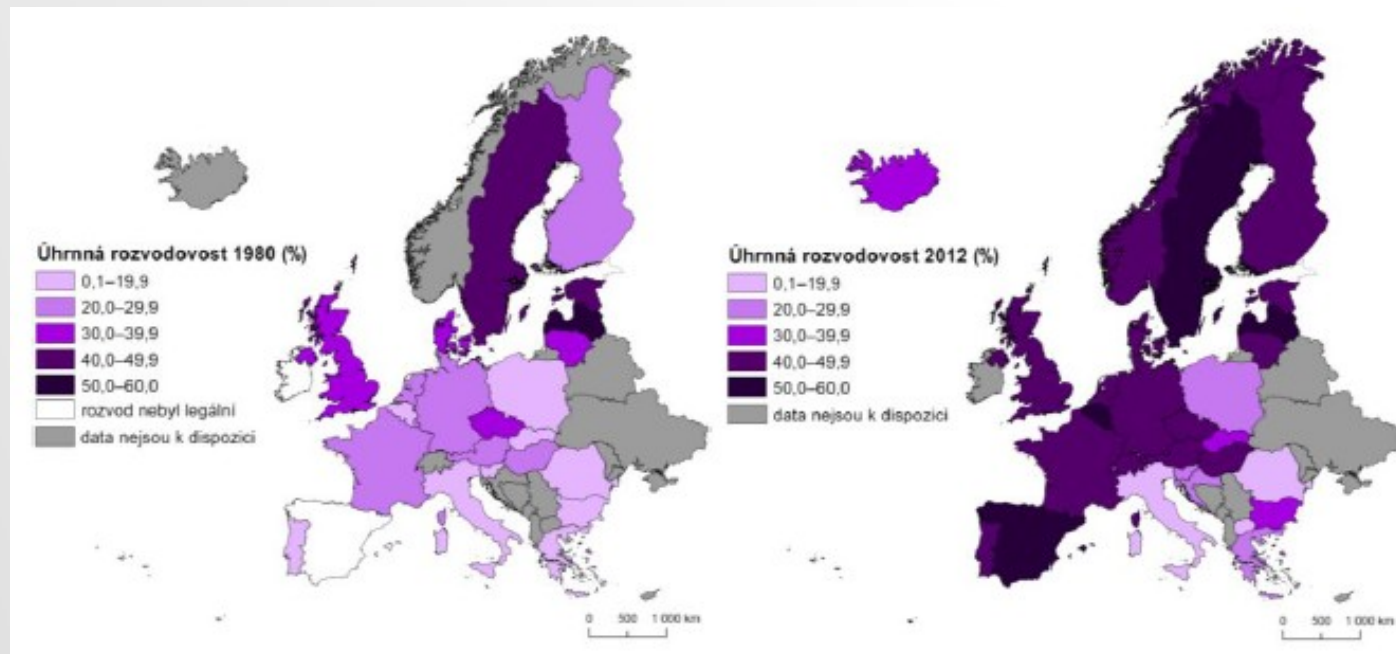 Úhrnná rozvodovost 1980 (%)
0,1–19,9
20,0–29,9
30,0–39,9
40,0–49,9
50,0–60,0
rozvod nebyl legální
data nejsou k dispozici
0 500 1 000 km
Úhrnná rozvodovost 2012 (%)
0,1–19,9
20,0–29,9
30,0–39,9
40,0–49,9
50,0–60,0
data nejsou k dispozici
0 500 1 000 km